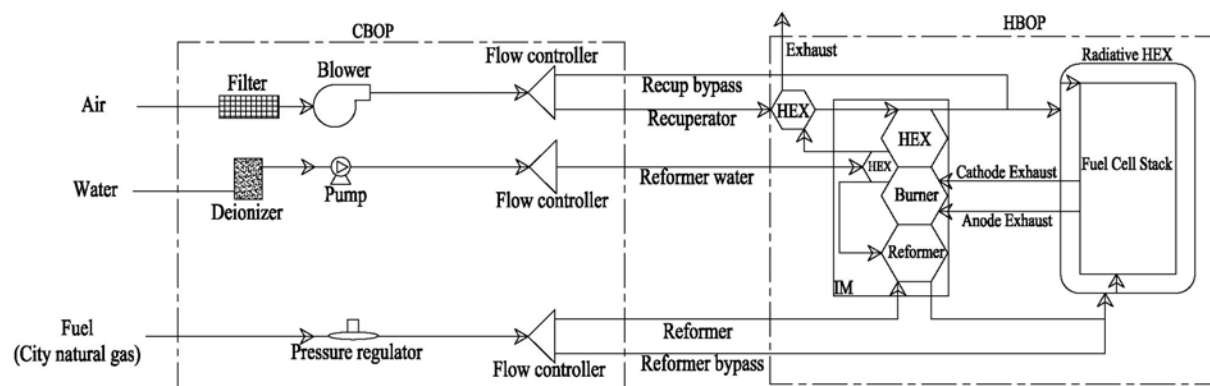 CBOP
HBOP
Exhaust
Radiative HEX
Flow controller
Blower
Filter
Air
Recup bypass
Recuperator
HEX
HEX
Fuel Cell Stack
HEX
Cathode Exhaust
Water
Deionizer
Pump
Flow controller
Reformer water
Burner
Anode Exhaust
Reformer
IM
Fuel
(City natural gas)
Pressure regulator
Flow controller
Reformer
Reformer bypass